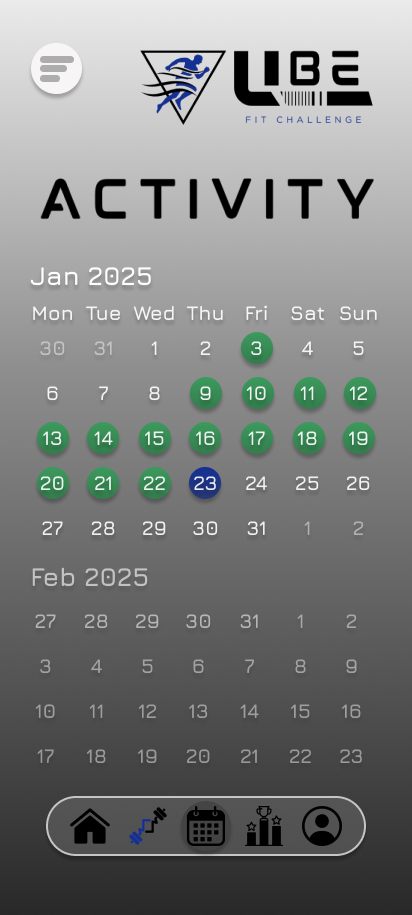 UBE
FIT CHALLENGE
ACTIVITY
Jan 2025
Mon Tue Wed Thu Fri Sat Sun
30 31 1 2 3 4 5
6 7 8 9 10 11 12
13 14 15 16 17 18 19
20 21 22 23 24 25 26
27 28 29 30 31 1 2
Feb 2025
27 28 29 30 31 1 2
3 4 5 6 7 8 9
10 11 12 13 14 15 16
17 18 19 20 21 22 23